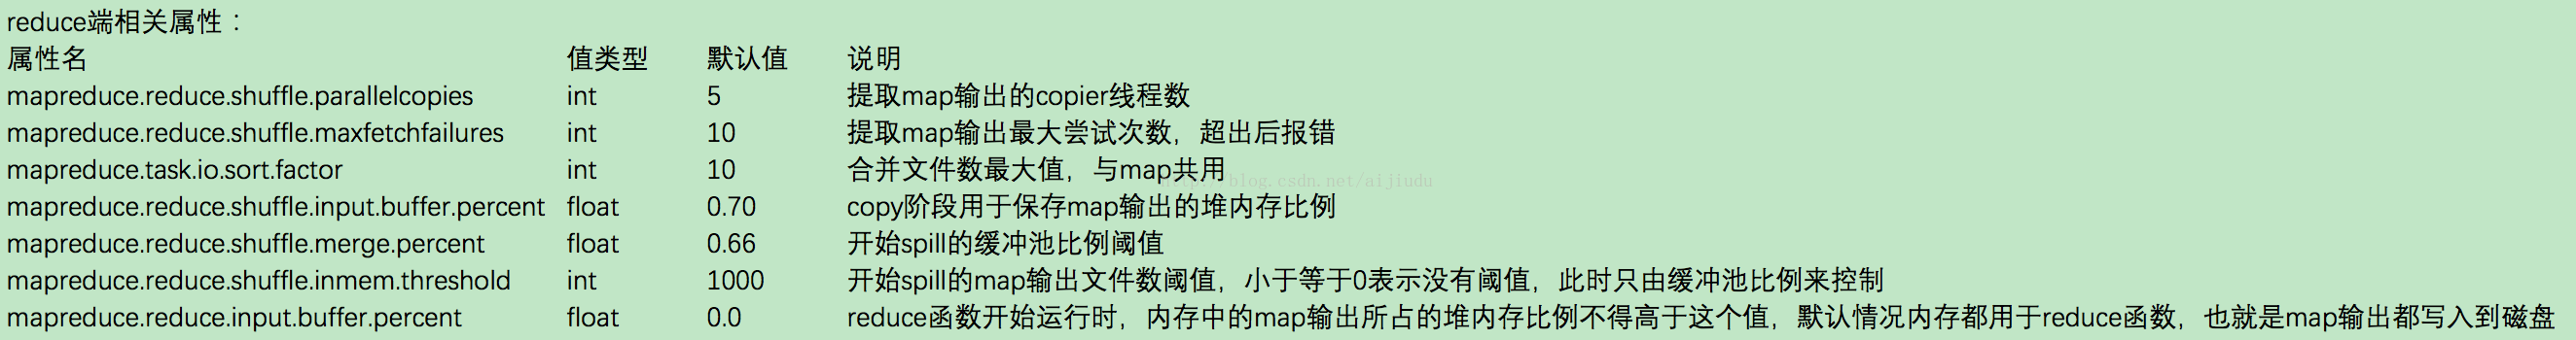 reduce端相关属性：
属性名 值类型 默认值 说明
mapreduce.reduce.shuffle.parallelcopies int 5 提取map输出的copier线程数
mapreduce.reduce.shuffle.maxfetchfailures int 10 提取map输出最大尝试次数，超出后报错
mapreduce.task.io.sort.factor int 10 合并文件数最大值，与map共用
http://blog.csdn.net/aijiudu
mapreduce.reduce.shuffle.input.buffer.percent float 0.70 copy阶段用于保存map输出的堆内存比例
mapreduce.reduce.shuffle.merge.percent float 0.66 开始spill的缓冲池比例阈值
mapreduce.reduce.shuffle.inmem.threshold int 1000 开始spill的map输出文件数阈值，小于等于0表示没有阈值，此时只由缓冲池比例来控制
mapreduce.reduce.input.buffer.percent float 0.0 reduce函数开始运行时，内存中的map输出所占的堆内存比例不得高于这个值，默认情况内存都用于reduce函数，也就是map输出都写入到磁盘